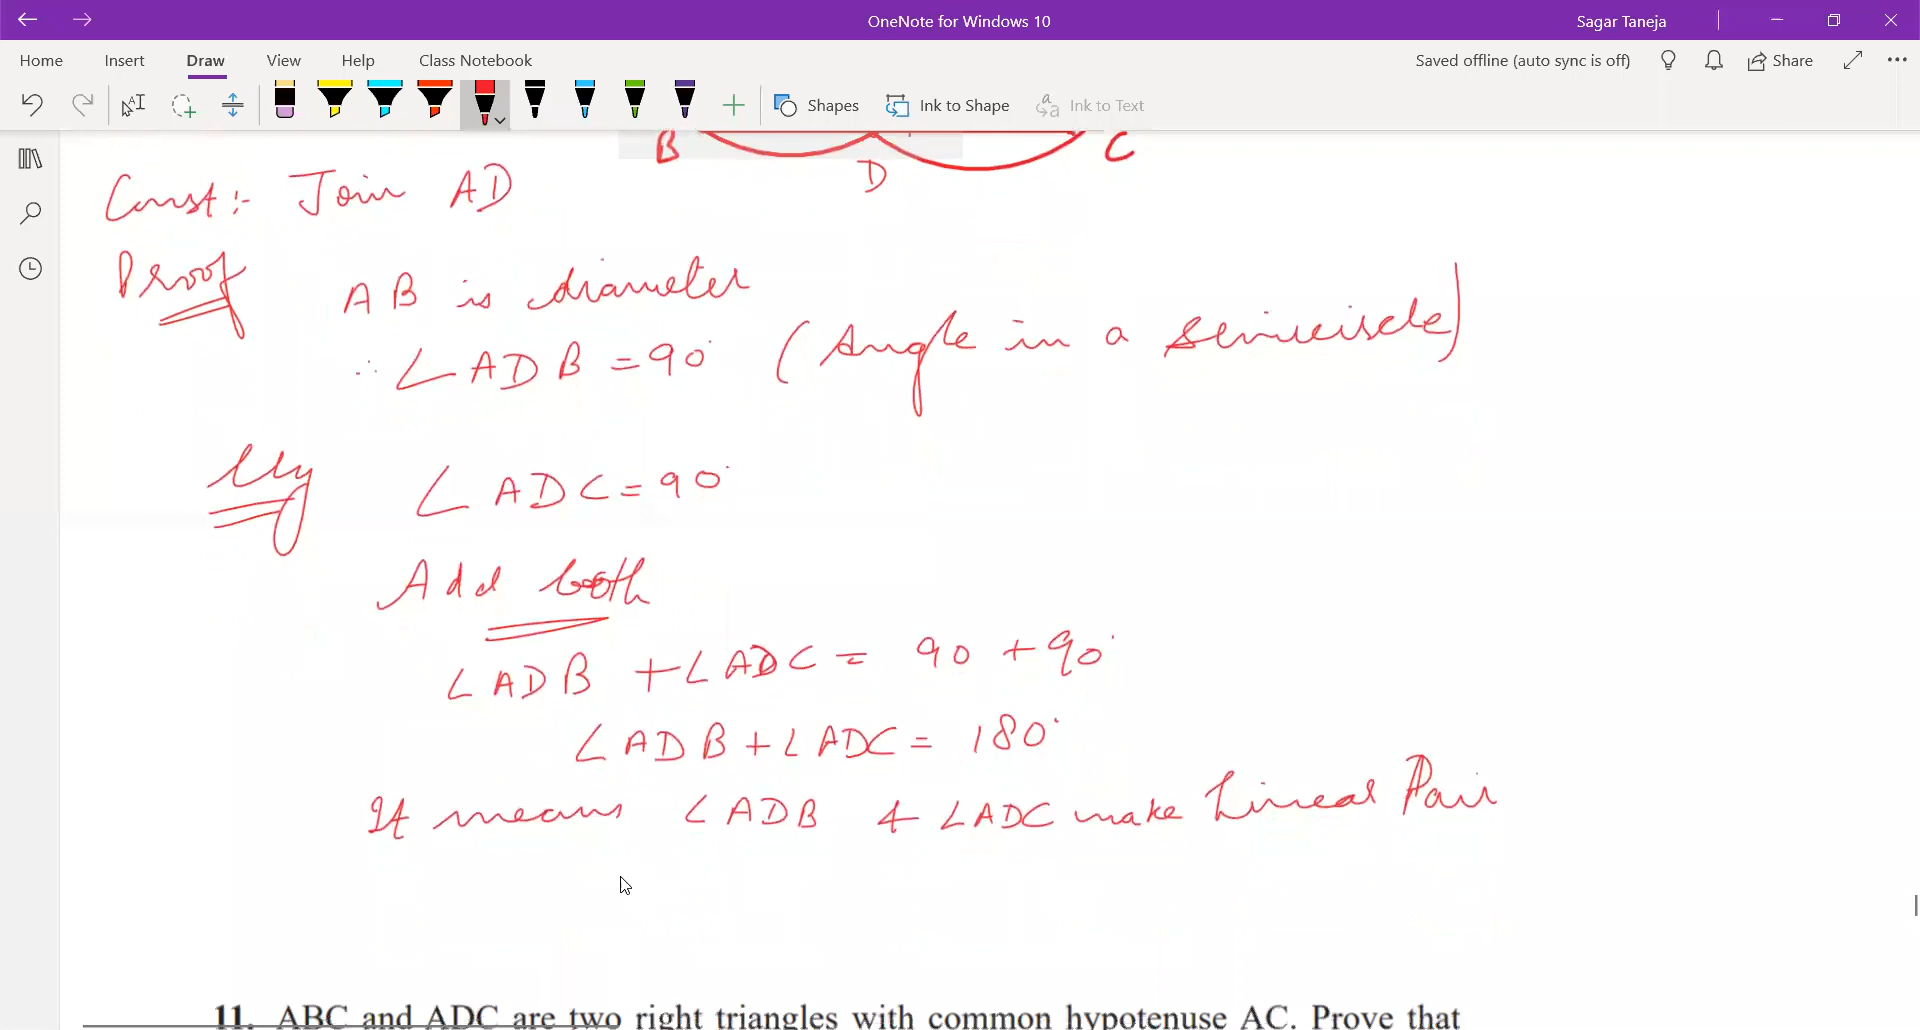 OneNote for Windows 10
Sagar Taneja
Home Insert Draw View Help Class Notebook
Saved offline (auto sync is off) Share
Shapes Ink to Shape Ink to Text
B C
D
Const:- Join AD
Proof AB is diameter
∴ ∠ADB = 90° (Angle in a semicircle)
lly ∠ADC = 90°
Add both
∠ADB + ∠ADC = 90 + 90°
∠ADB + ∠ADC = 180°
It means ∠ADB & ∠ADC make Linear Pair
11. ABC and ADC are two right triangles with common hypotenuse AC. Prove that